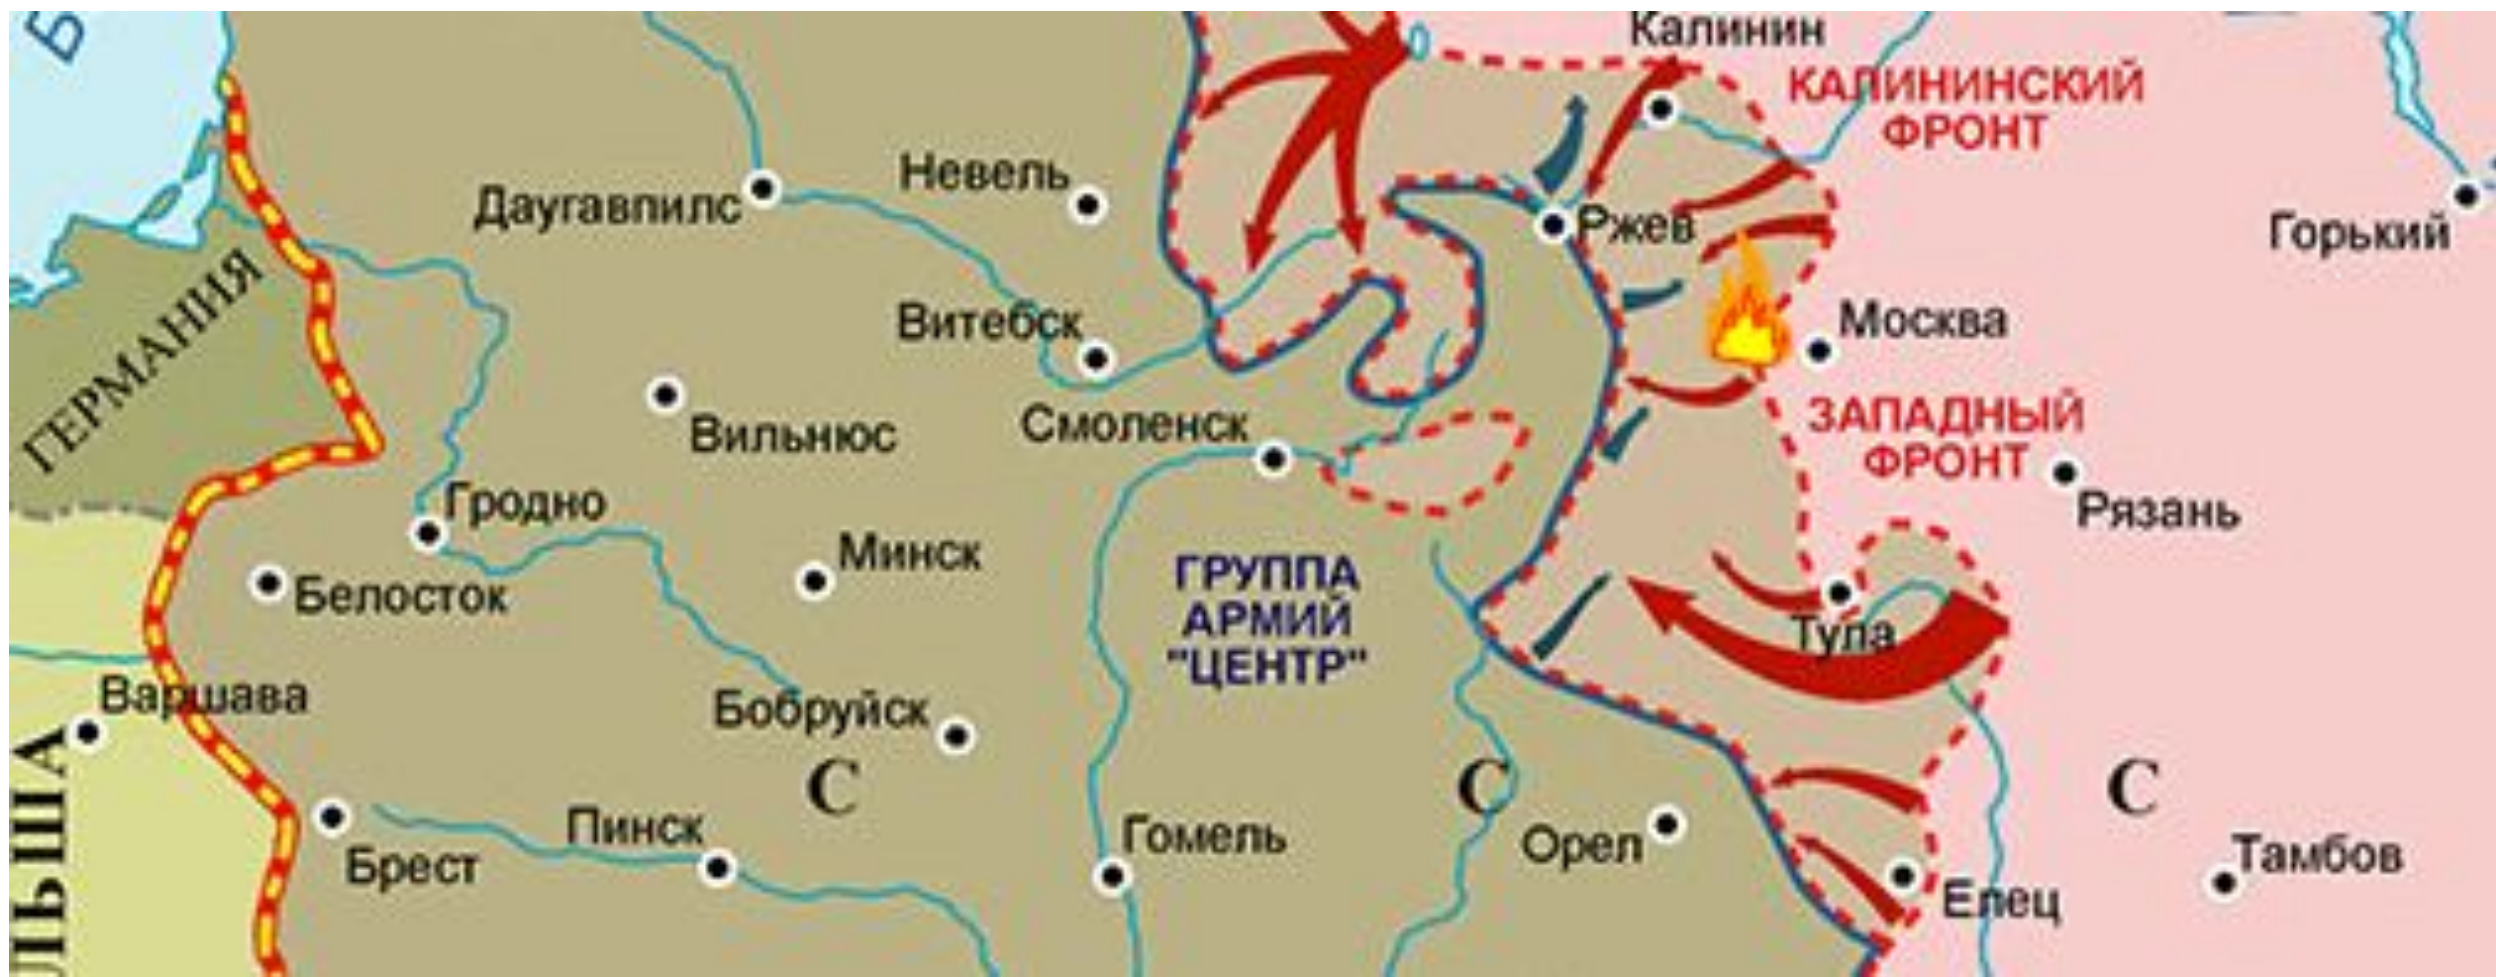 Б
Калинин
КАЛИНИНСКИЙ
ФРОНТ
Невель
Даугавпилс
Ржев
Горький
ГЕРМАНИЯ
Витебск
Москва
Вильнюс
Смоленск
ЗАПАДНЫЙ
ФРОНТ
Рязань
Гродно
Минск
Белосток
ГРУППА
АРМИЙ
"ЦЕНТР"
Тула
Варшава
Бобруйск
ЛЬША
С
С
С
Пинск
Брест
Гомель
Орел
Елец
Тамбов